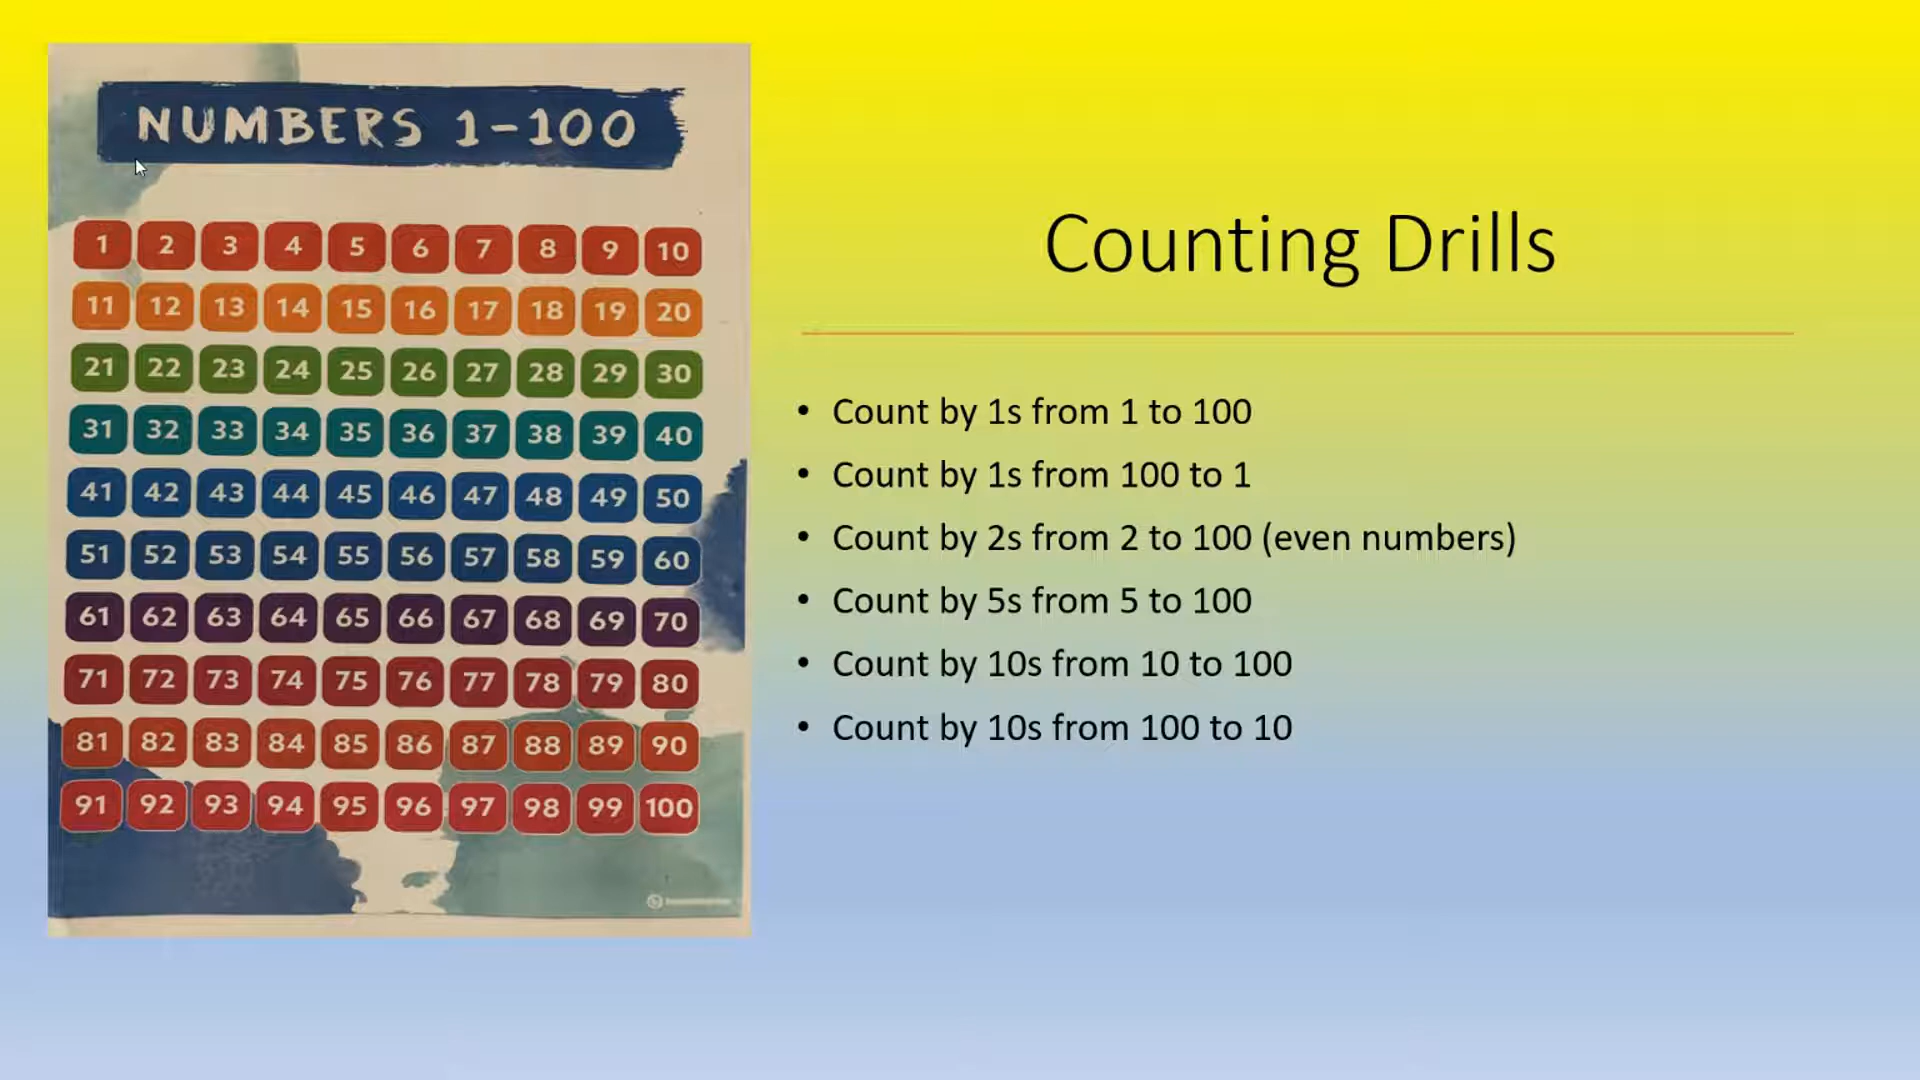 NUMBERS 1-100
1 2 3 4 5 6 7 8 9 10
11 12 13 14 15 16 17 18 19 20
21 22 23 24 25 26 27 28 29 30
31 32 33 34 35 36 37 38 39 40
41 42 43 44 45 46 47 48 49 50
51 52 53 54 55 56 57 58 59 60
61 62 63 64 65 66 67 68 69 70
71 72 73 74 75 76 77 78 79 80
81 82 83 84 85 86 87 88 89 90
91 92 93 94 95 96 97 98 99 100
Counting Drills
• Count by 1s from 1 to 100
• Count by 1s from 100 to 1
• Count by 2s from 2 to 100 (even numbers)
• Count by 5s from 5 to 100
• Count by 10s from 10 to 100
• Count by 10s from 100 to 10